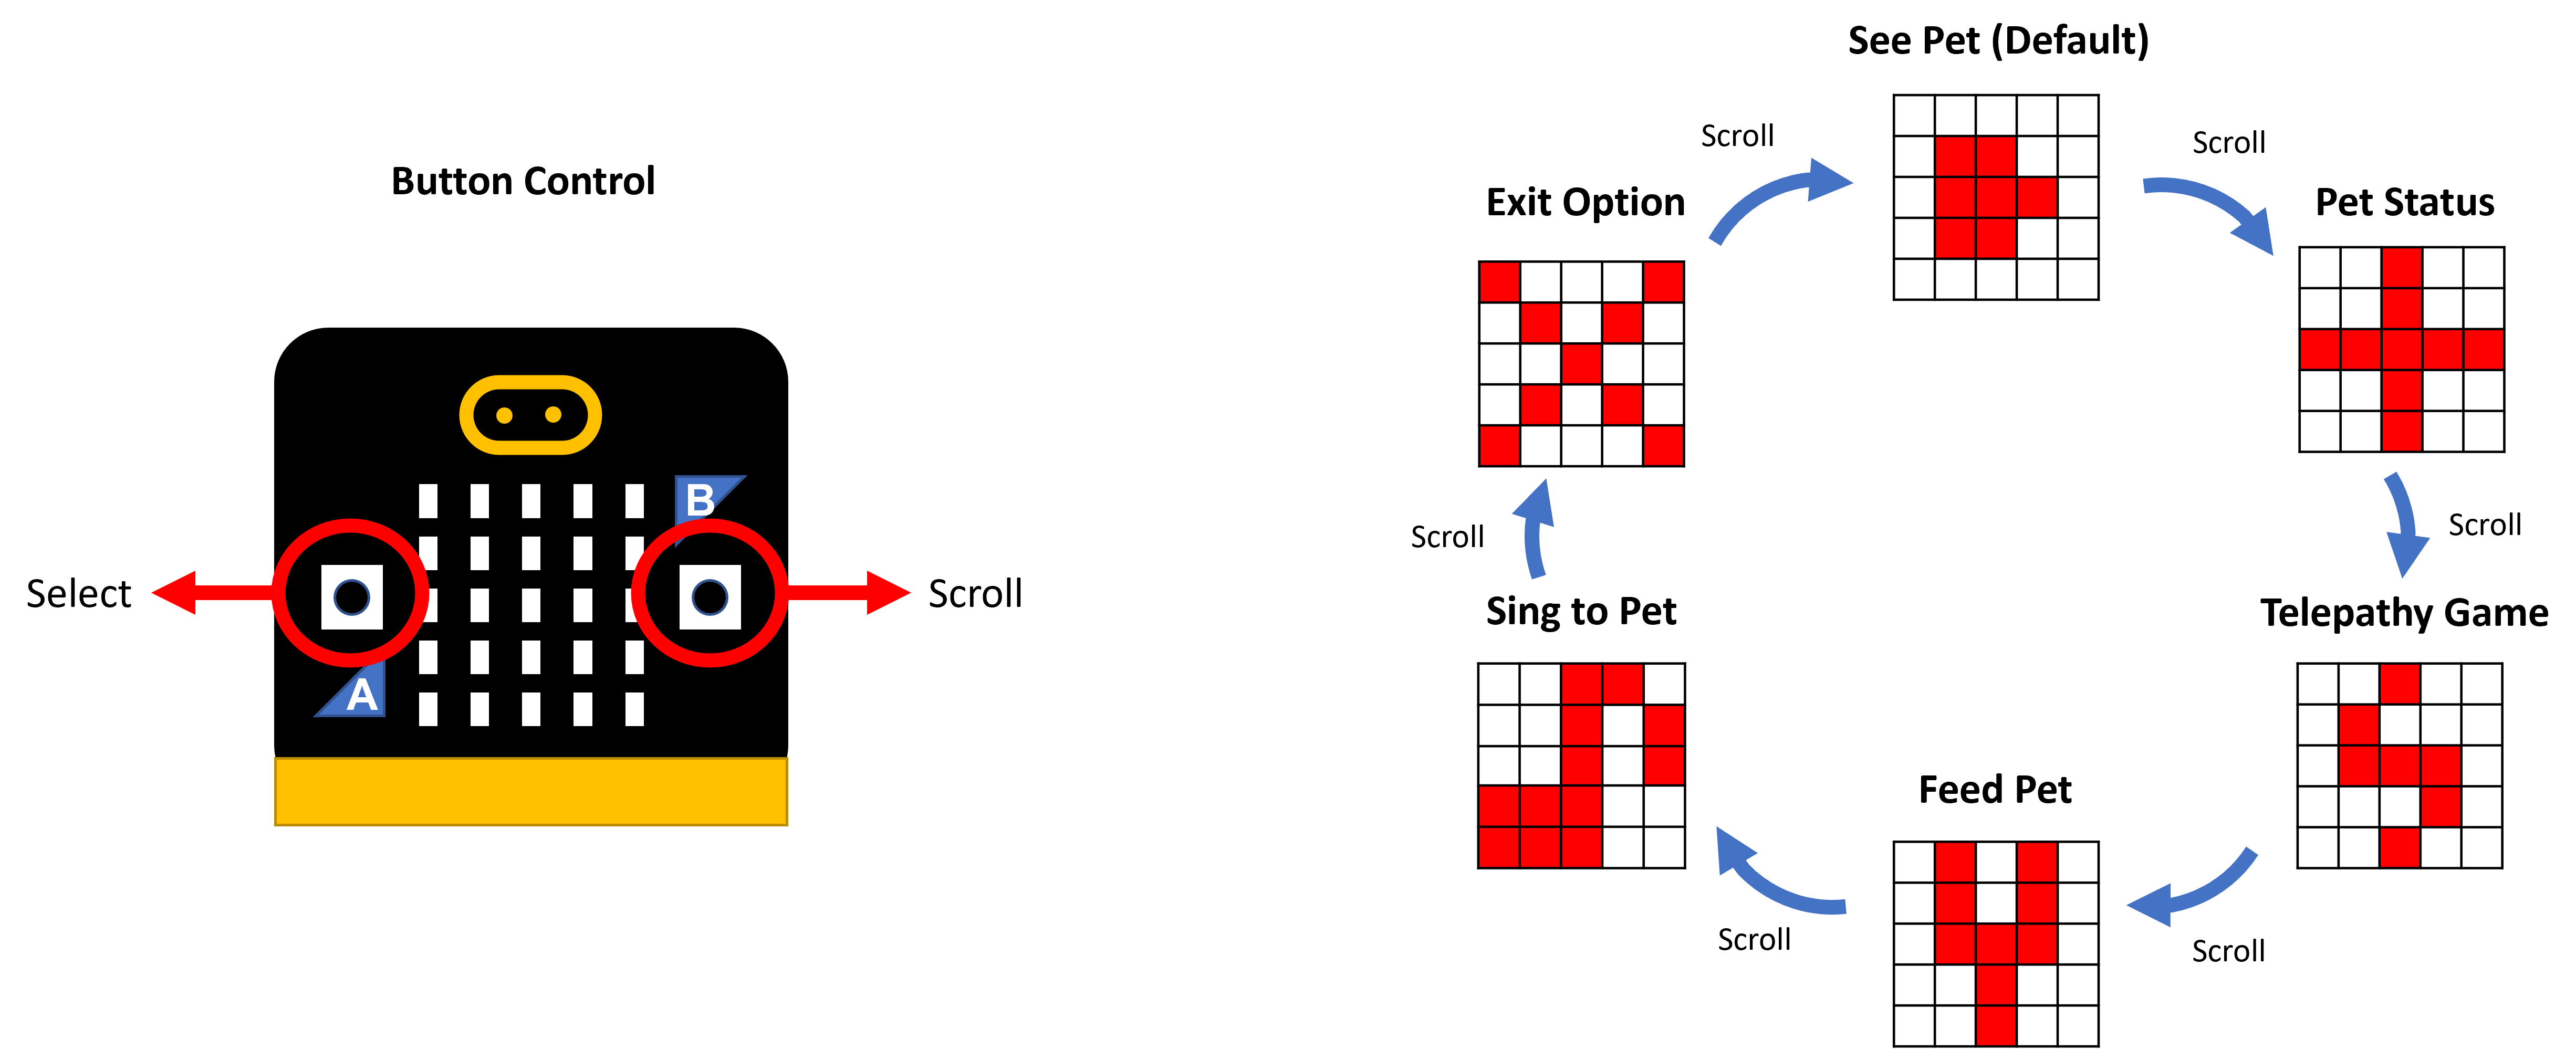 Button Control
B
A
Select
Scroll
See Pet (Default)
Scroll
Scroll
Exit Option
Pet Status
Scroll
Scroll
Sing to Pet
Telepathy Game
Feed Pet
Scroll
Scroll